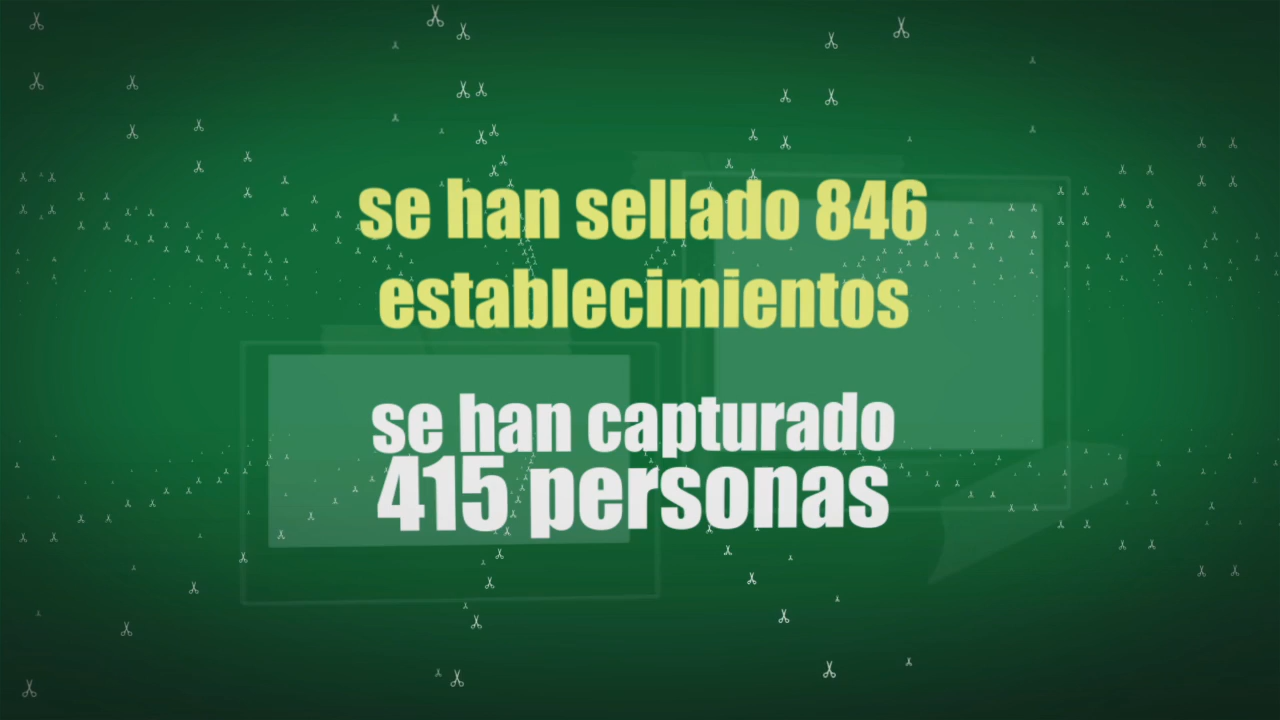 se han sellado 846
establecimientos
se han capturado
415 personas